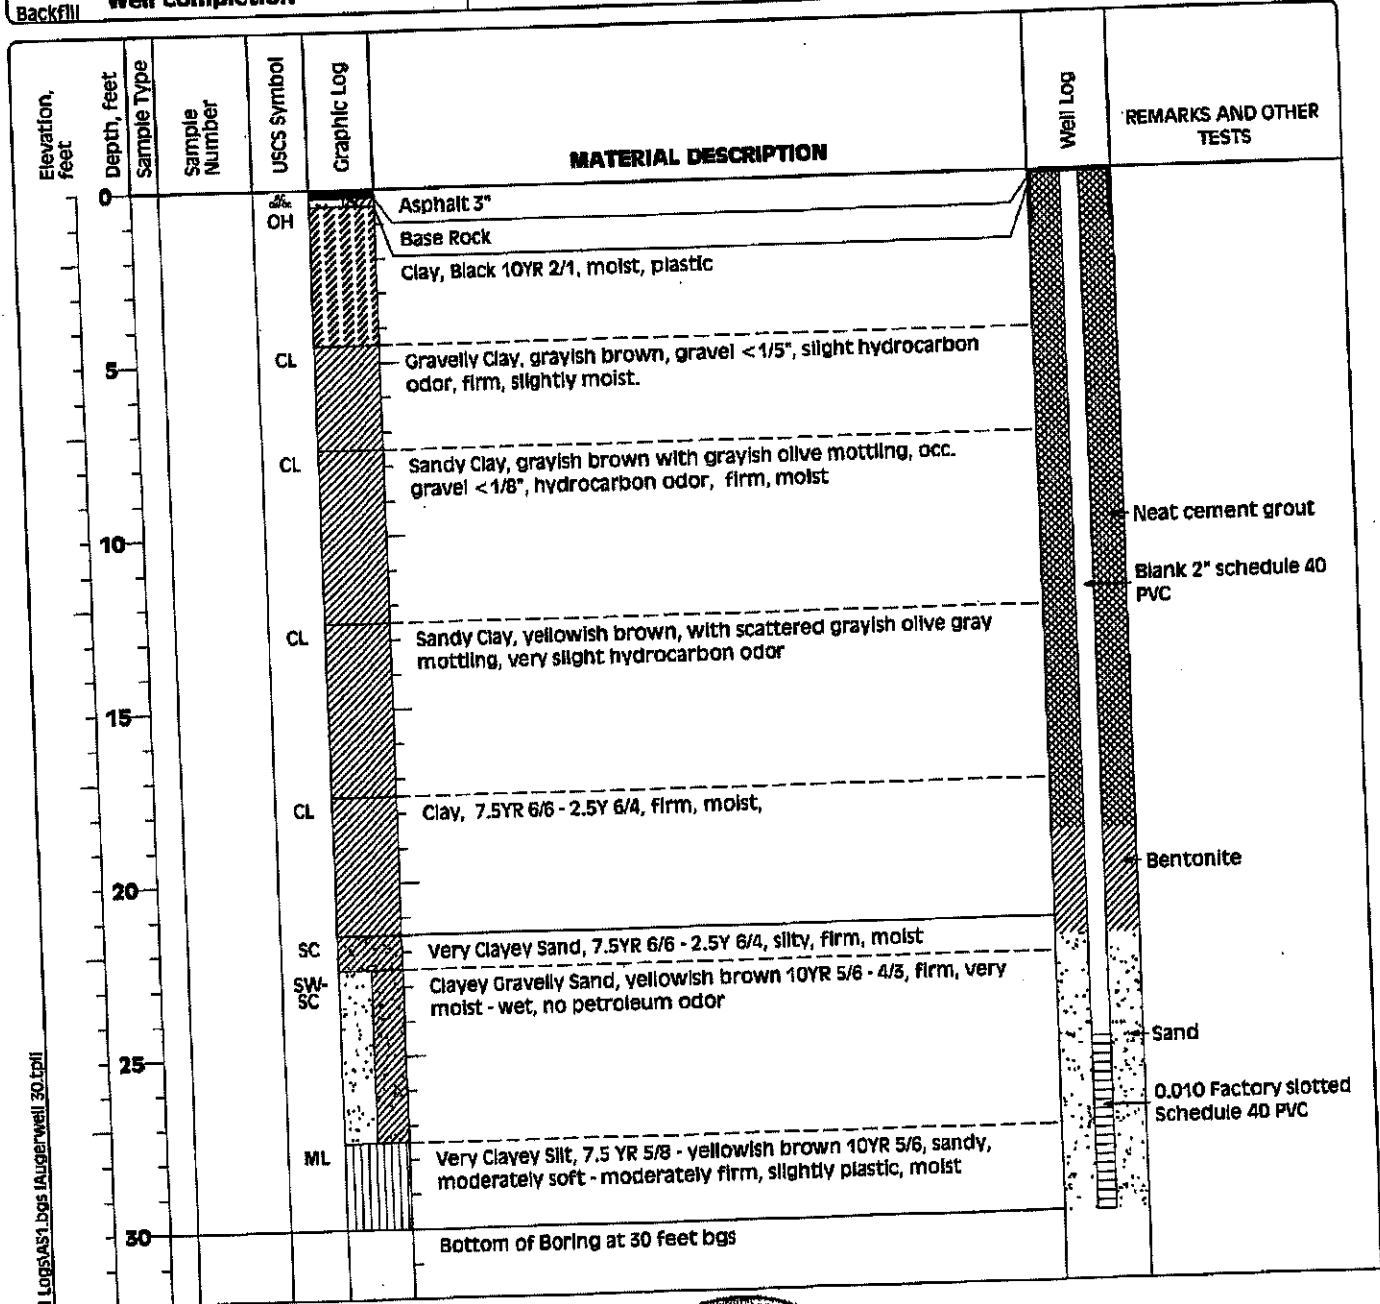 Backfill Well Completion
Elevation, feet
Depth, feet
Sample Type
Sample Number
USCS Symbol
Graphic Log
MATERIAL DESCRIPTION
Well Log
REMARKS AND OTHER
TESTS
0
OH
Asphalt 3"
Base Rock
Clay, Black 10YR 2/1, moist, plastic
5
CL
Gravelly Clay, grayish brown, gravel <1/5", slight hydrocarbon
odor, firm, slightly moist.
CL
Sandy Clay, grayish brown with grayish olive mottling, occ.
gravel <1/8", hydrocarbon odor, firm, moist
Neat cement grout
10
Blank 2" schedule 40
PVC
CL
Sandy Clay, yellowish brown, with scattered grayish olive gray
mottling, very slight hydrocarbon odor
15
CL
Clay, 7.5YR 6/6 - 2.5Y 6/4, firm, moist,
Bentonite
20
SC
Very Clayey Sand, 7.5YR 6/6 - 2.5Y 6/4, silty, firm, moist
SW-
SC
Clayey Gravelly Sand, yellowish brown 10YR 5/6 - 4/3, firm, very
moist - wet, no petroleum odor
Sand
25
0.010 Factory slotted
Schedule 40 PVC
ML
Very Clayey Silt, 7.5 YR 5/8 - yellowish brown 10YR 5/6, sandy,
moderately soft - moderately firm, slightly plastic, moist
30
Bottom of Boring at 30 feet bgs
Logs\AS1.bgs [Augerwell 30.tpl]